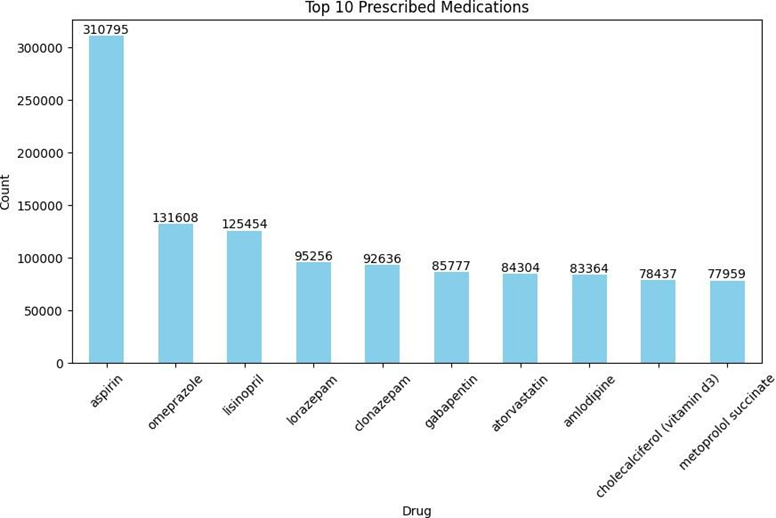 Top 10 Prescribed Medications
310795
300000
250000
200000
150000
100000
50000
0
Count
131608
125454
95256
92636
85777
84304
83364
78437
77959
aspirin
omeprazole
lisinopril
lorazepam
clonazepam
gabapentin
atorvastatin
amlodipine
cholecalciferol (vitamin d3)
metoprolol succinate
Drug